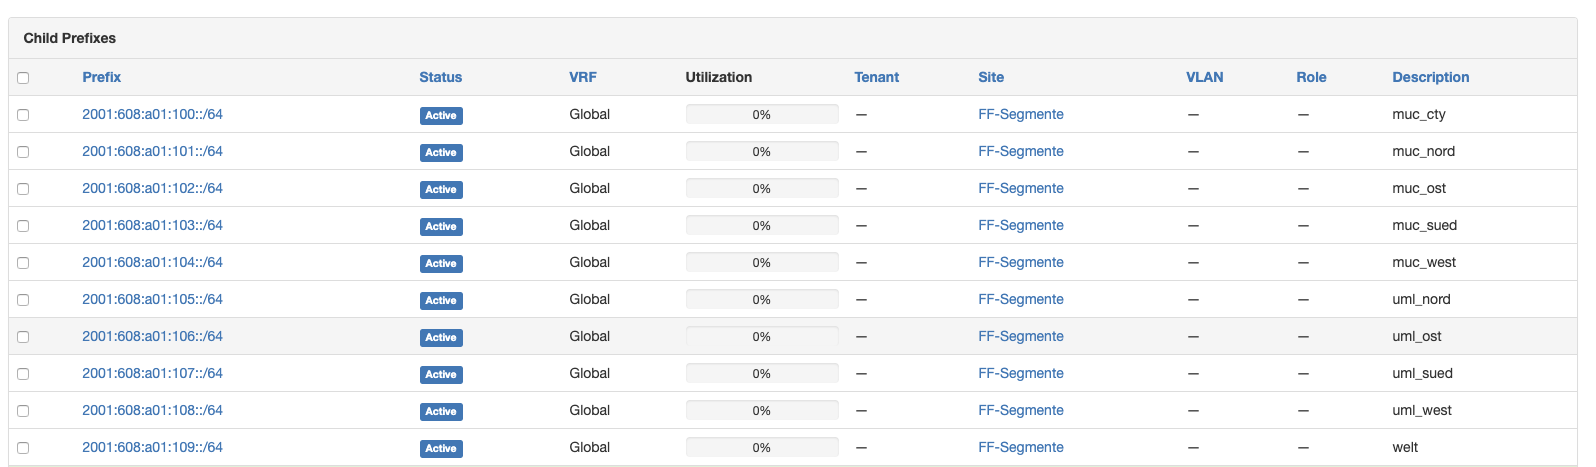 Child Prefixes
Prefix Status VRF Utilization Tenant Site VLAN Role Description
2001:608:a01:100::/64 Active Global 0% — FF-Segmente — — muc_cty
2001:608:a01:101::/64 Active Global 0% — FF-Segmente — — muc_nord
2001:608:a01:102::/64 Active Global 0% — FF-Segmente — — muc_ost
2001:608:a01:103::/64 Active Global 0% — FF-Segmente — — muc_sued
2001:608:a01:104::/64 Active Global 0% — FF-Segmente — — muc_west
2001:608:a01:105::/64 Active Global 0% — FF-Segmente — — uml_nord
2001:608:a01:106::/64 Active Global 0% — FF-Segmente — — uml_ost
2001:608:a01:107::/64 Active Global 0% — FF-Segmente — — uml_sued
2001:608:a01:108::/64 Active Global 0% — FF-Segmente — — uml_west
2001:608:a01:109::/64 Active Global 0% — FF-Segmente — — welt